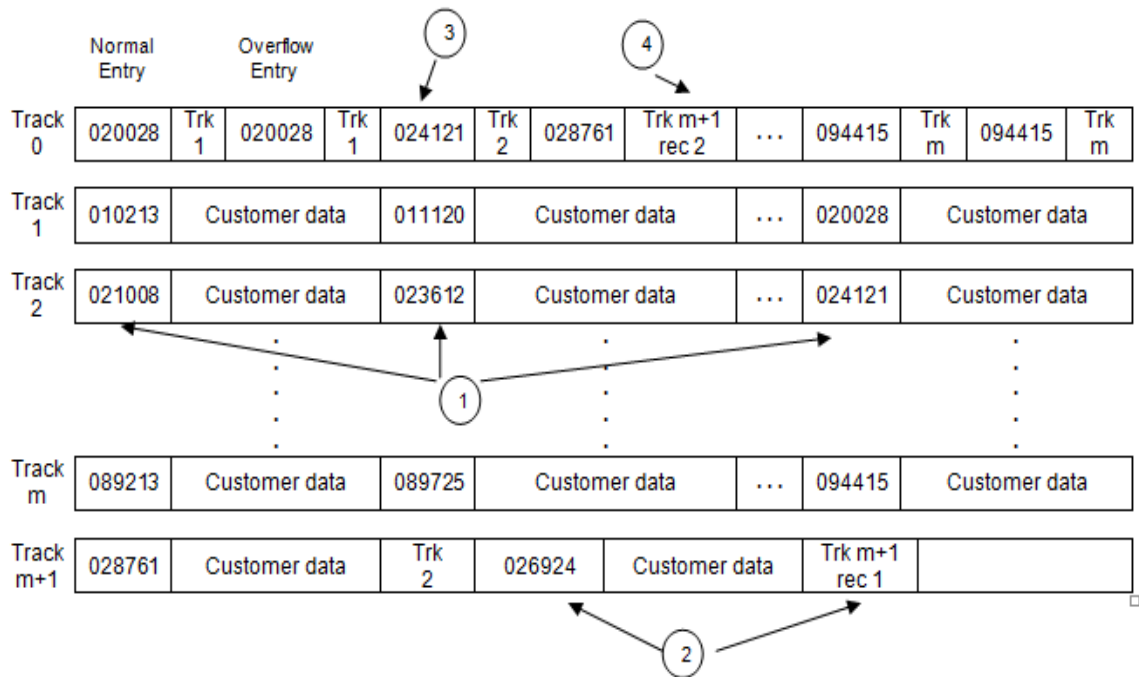 3
4
Normal Entry
Overflow Entry
Track 0 020028 Trk 1 020028 Trk 1 024121 Trk 2 028761 Trk m+1 rec 2 ... 094415 Trk m 094415 Trk m
Track 1 010213 Customer data 011120 Customer data ... 020028 Customer data
Track 2 021008 Customer data 023612 Customer data ... 024121 Customer data
1
Track m 089213 Customer data 089725 Customer data ... 094415 Customer data
Track m+1 028761 Customer data Trk 2 026924 Customer data Trk m+1 rec 1
2